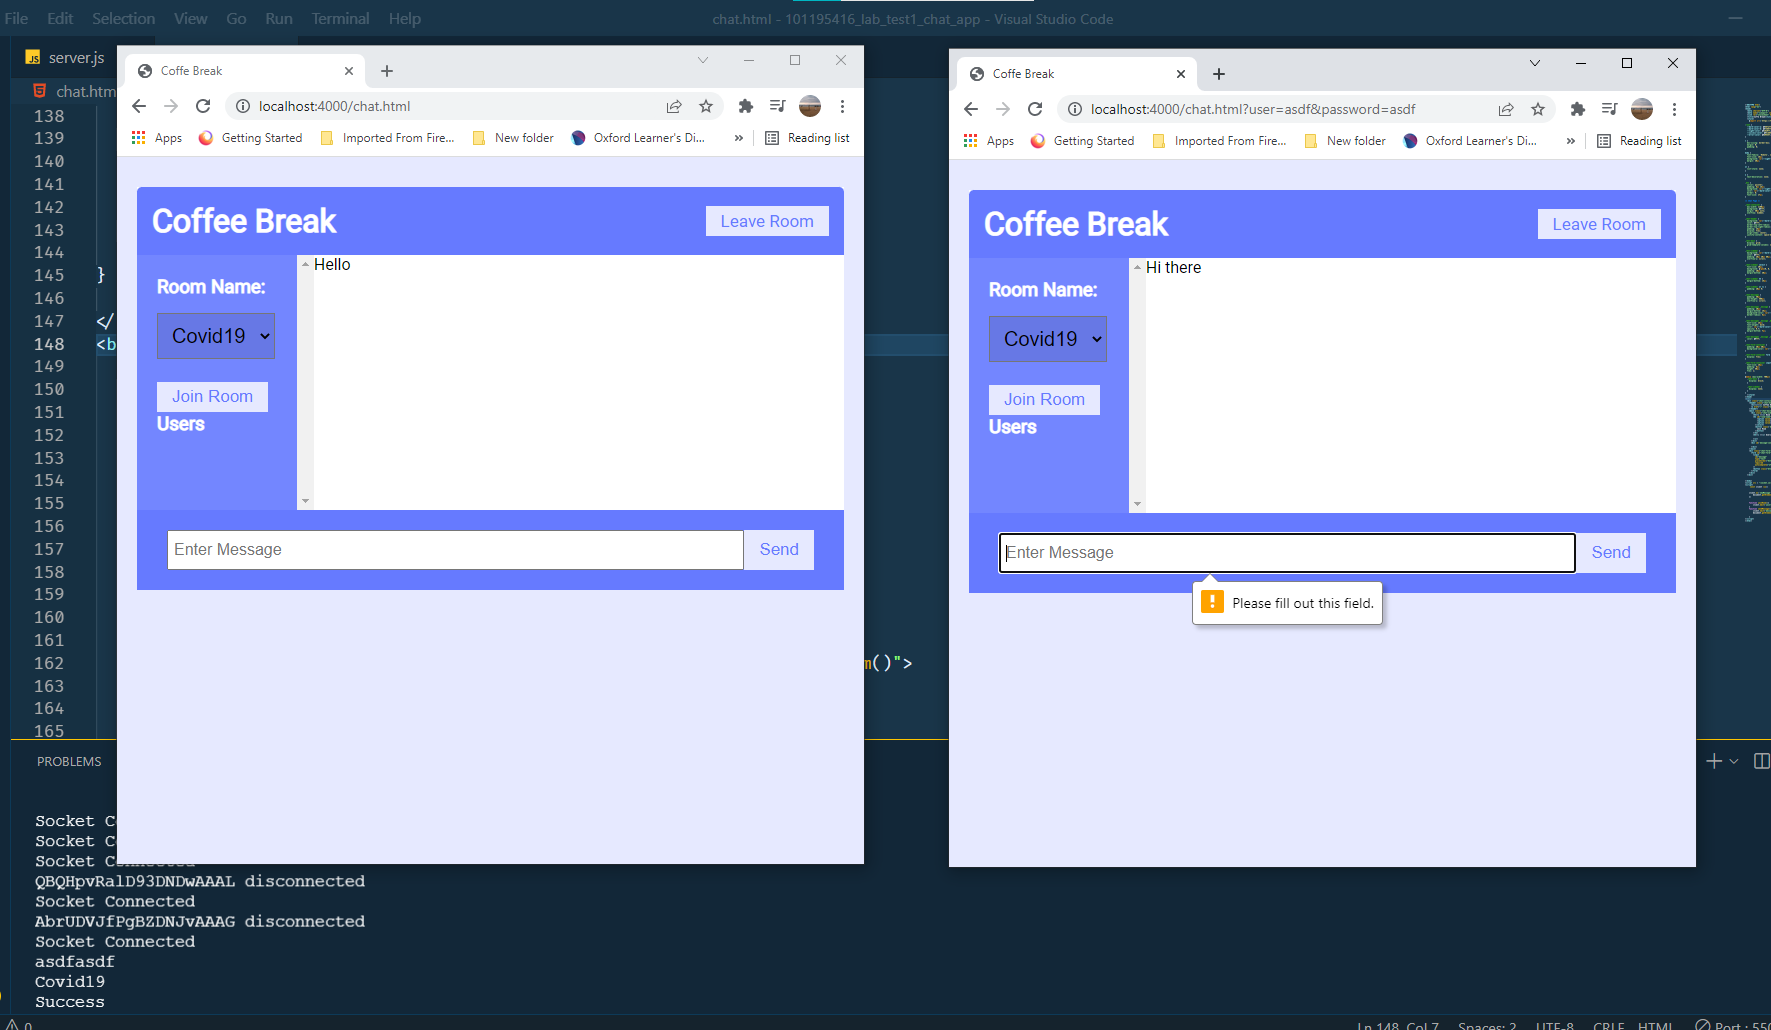 File Edit Selection View Go Run Terminal Help
chat.html - 101195416_lab_test1_chat_app - Visual Studio Code
JS server.js
chat.htm
138
139
140
141
142
143
144
145 }
146
147 </
148 <b
149
150
151
152
153
154
155
156
157
158
159
160
161
162 m()">
163
164
165
Coffe Break
localhost:4000/chat.html
Apps Getting Started Imported From Fire... New folder Oxford Learner's Di... » Reading list
Coffee Break Leave Room
Room Name:
Covid19
Join Room
Users
Hello
Enter Message Send
Coffe Break
localhost:4000/chat.html?user=asdf&password=asdf
Apps Getting Started Imported From Fire... New folder Oxford Learner's Di... » Reading list
Coffee Break Leave Room
Room Name:
Covid19
Join Room
Users
Hi there
Enter Message Send
Please fill out this field.
PROBLEMS
Socket C
Socket C
Socket Connected
QBQHpvRalD93DNDwAAAL disconnected
Socket Connected
AbrUDVJfPgBZDNJvAAAG disconnected
Socket Connected
asdfasdf
Covid19
Success
0
Ln 148, Col 7 Spaces: 2 UTF-8 CRLF HTML Port : 550